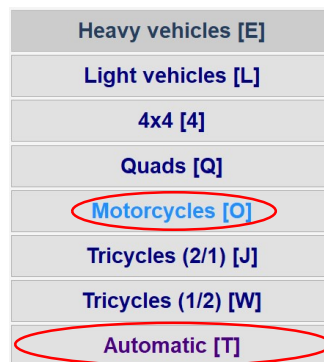 Heavy vehicles [E]
Light vehicles [L]
4x4 [4]
Quads [Q]
Motorcycles [O]
Tricycles (2/1) [J]
Tricycles (1/2) [W]
Automatic [T]